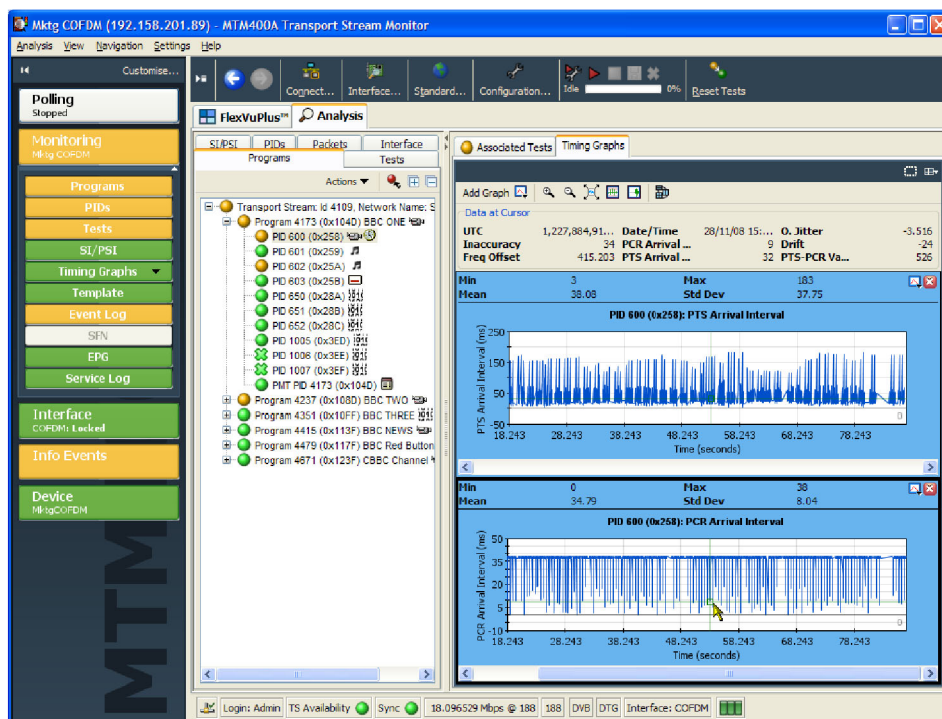 Mktg COFDM (192.158.201.89) - MTM400A Transport Stream Monitor
Analysis View Navigation Settings Help
Customise...
Polling
Stopped
Monitoring
Mktg COFDM
Programs
PIDs
Tests
SI/PSI
Timing Graphs
Template
Event Log
SFN
EPG
Service Log
Interface
COFDM: Locked
Info Events
Device
MktgCOFDM
MTM
Connect... Interface... Standard... Configuration... Idle 0% Reset Tests
FlexVuPlus™ Analysis
SI/PSI PIDs Packets Interface
Programs Tests
Actions
Transport Stream: Id 4109, Network Name: S
Program 4173 (0x104D) BBC ONE
PID 600 (0x258)
PID 601 (0x259)
PID 602 (0x25A)
PID 603 (0x25B)
PID 650 (0x28A)
PID 651 (0x28B)
PID 652 (0x28C)
PID 1005 (0x3ED)
PID 1006 (0x3EE)
PID 1007 (0x3EF)
PMT PID 4173 (0x104D)
Program 4237 (0x108D) BBC TWO
Program 4351 (0x10FF) BBC THREE
Program 4415 (0x113F) BBC NEWS
Program 4479 (0x117F) BBC Red Button
Program 4671 (0x123F) CBBC Channel
Associated Tests Timing Graphs
Add Graph
Data at Cursor
UTC 1,227,884,91... Date/Time 28/11/08 15:... O. Jitter -3.516
Inaccuracy 34 PCR Arrival ... 9 Drift -24
Freq Offset 415.203 PTS Arrival ... 32 PTS-PCR Va... 526
Min 3 Max 183
Mean 38.08 Std Dev 37.75
PID 600 (0x258): PTS Arrival Interval
PTS Arrival Interval (ms)
250
150
50
-50
0
18.243 28.243 38.243 48.243 58.243 68.243 78.243
Time (seconds)
Min 0 Max 38
Mean 34.79 Std Dev 8.04
PID 600 (0x258): PCR Arrival Interval
PCR Arrival Interval (ms)
50
35
20
5
-10
0
18.243 28.243 38.243 48.243 58.243 68.243 78.243
Time (seconds)
Login: Admin TS Availability Sync 18.096529 Mbps @ 188 188 DVB DTG Interface: COFDM